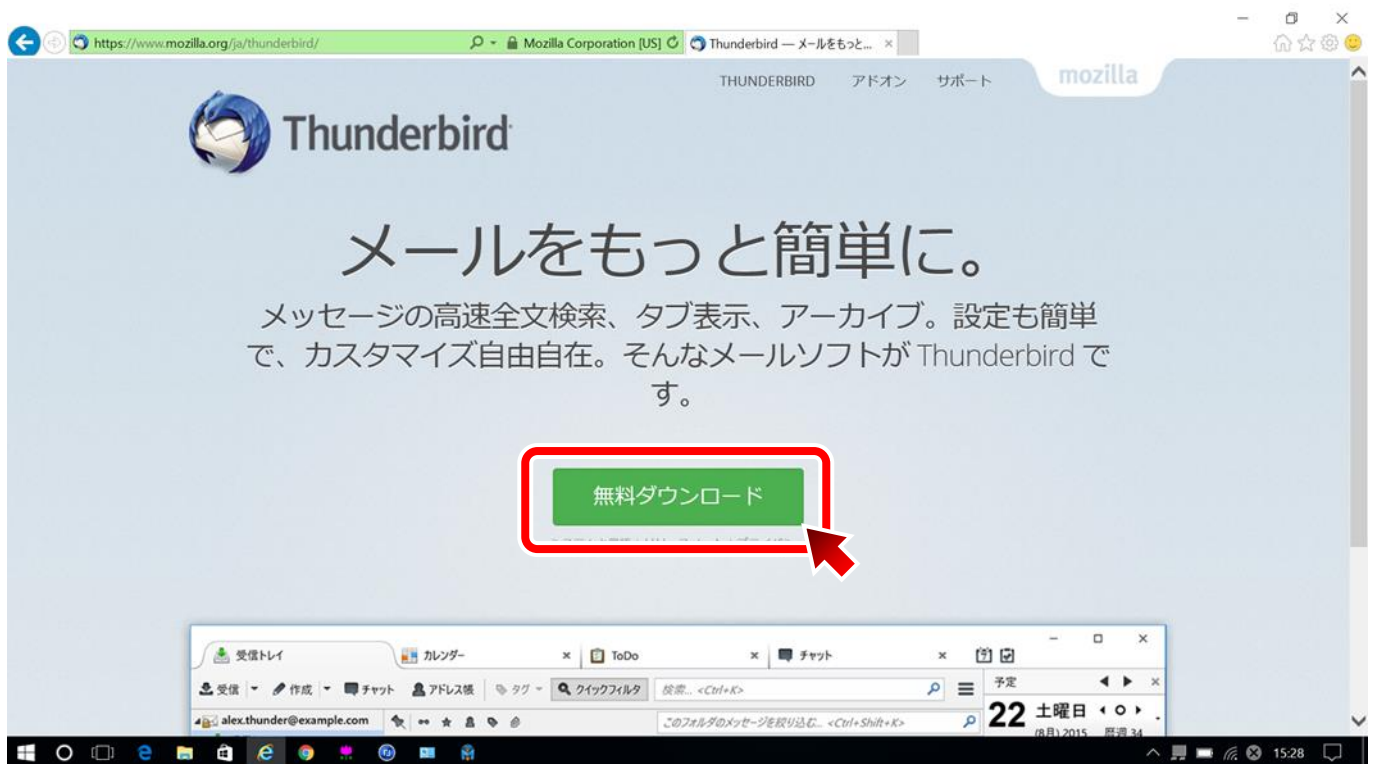 https://www.mozilla.org/ja/thunderbird/
Mozilla Corporation [US]
Thunderbird — メールをもっと...
THUNDERBIRD
アドオン
サポート
mozilla
Thunderbird
メールをもっと簡単に。
メッセージの高速全文検索、タブ表示、アーカイブ。設定も簡単
で、カスタマイズ自由自在。そんなメールソフトが Thunderbird で
す。
無料ダウンロード
受信トレイ
カレンダー
ToDo
チャット
受信
作成
チャット
アドレス帳
タグ
クイックフィルタ
検索... <Ctrl+K>
予定
alex.thunder@example.com
このフォルダのメッセージを絞り込む... <Ctrl+Shift+K>
22
土曜日
(8月) 2015
暦週 34
15:28